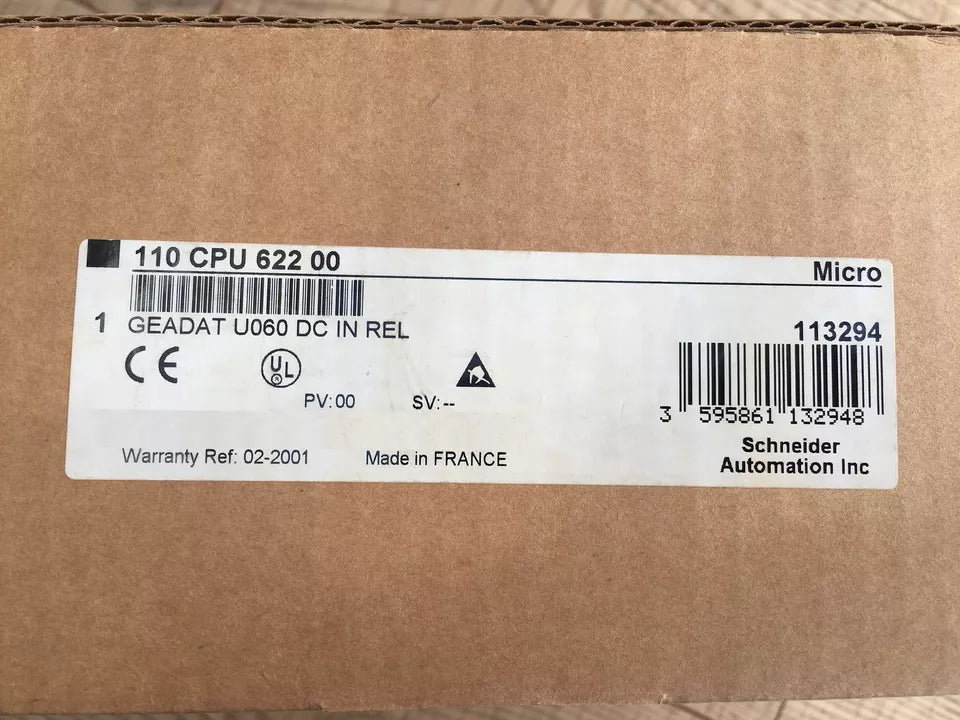 110 CPU 622 00
Micro
1 GEADAT U060 DC IN REL
113294
CE
UL
PV:00 SV:--
3 595861 132948
Schneider
Automation Inc
Warranty Ref: 02-2001 Made in FRANCE